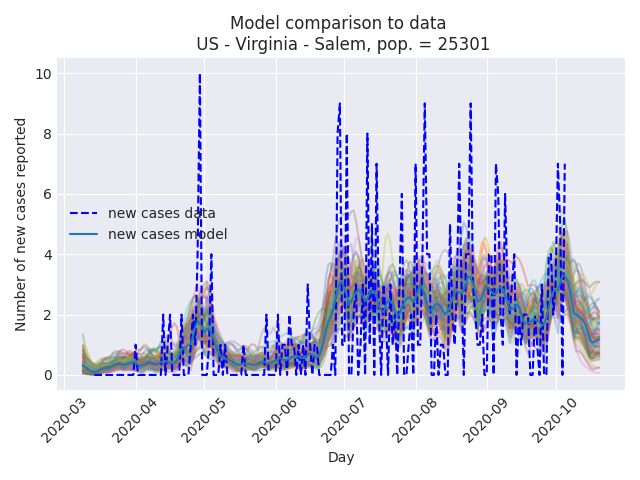 Model comparison to data
US - Virginia - Salem, pop. = 25301
Number of new cases reported
10
8
6
4
2
0
new cases data
new cases model
2020-03
2020-04
2020-05
2020-06
2020-07
2020-08
2020-09
2020-10
Day